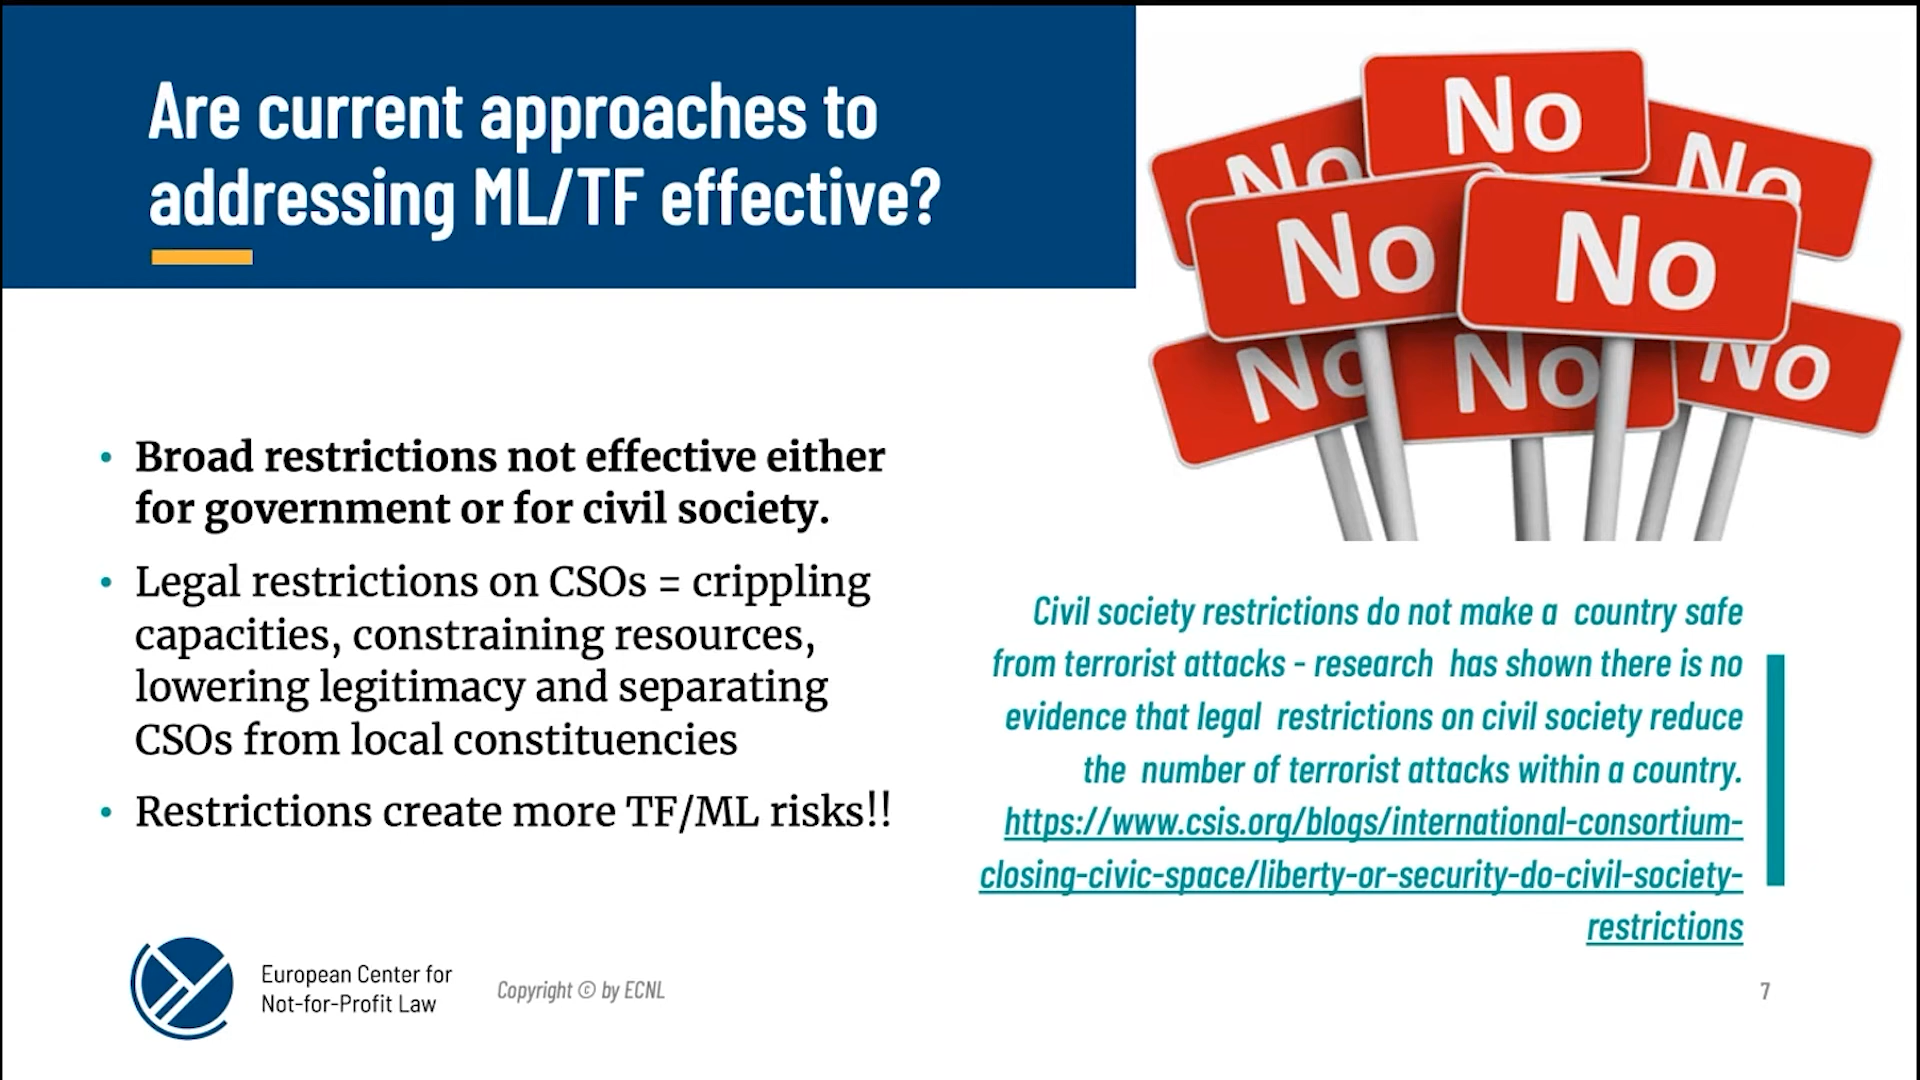 Are current approaches to
addressing ML/TF effective?
No
No
No
No
No
No
No
No
• Broad restrictions not effective either
for government or for civil society.
• Legal restrictions on CSOs = crippling
capacities, constraining resources,
lowering legitimacy and separating
CSOs from local constituencies
• Restrictions create more TF/ML risks!!
Civil society restrictions do not make a country safe
from terrorist attacks - research has shown there is no
evidence that legal restrictions on civil society reduce
the number of terrorist attacks within a country.
https://www.csis.org/blogs/international-consortium-
closing-civic-space/liberty-or-security-do-civil-society-
restrictions
European Center for
Not-for-Profit Law
Copyright © by ECNL
7